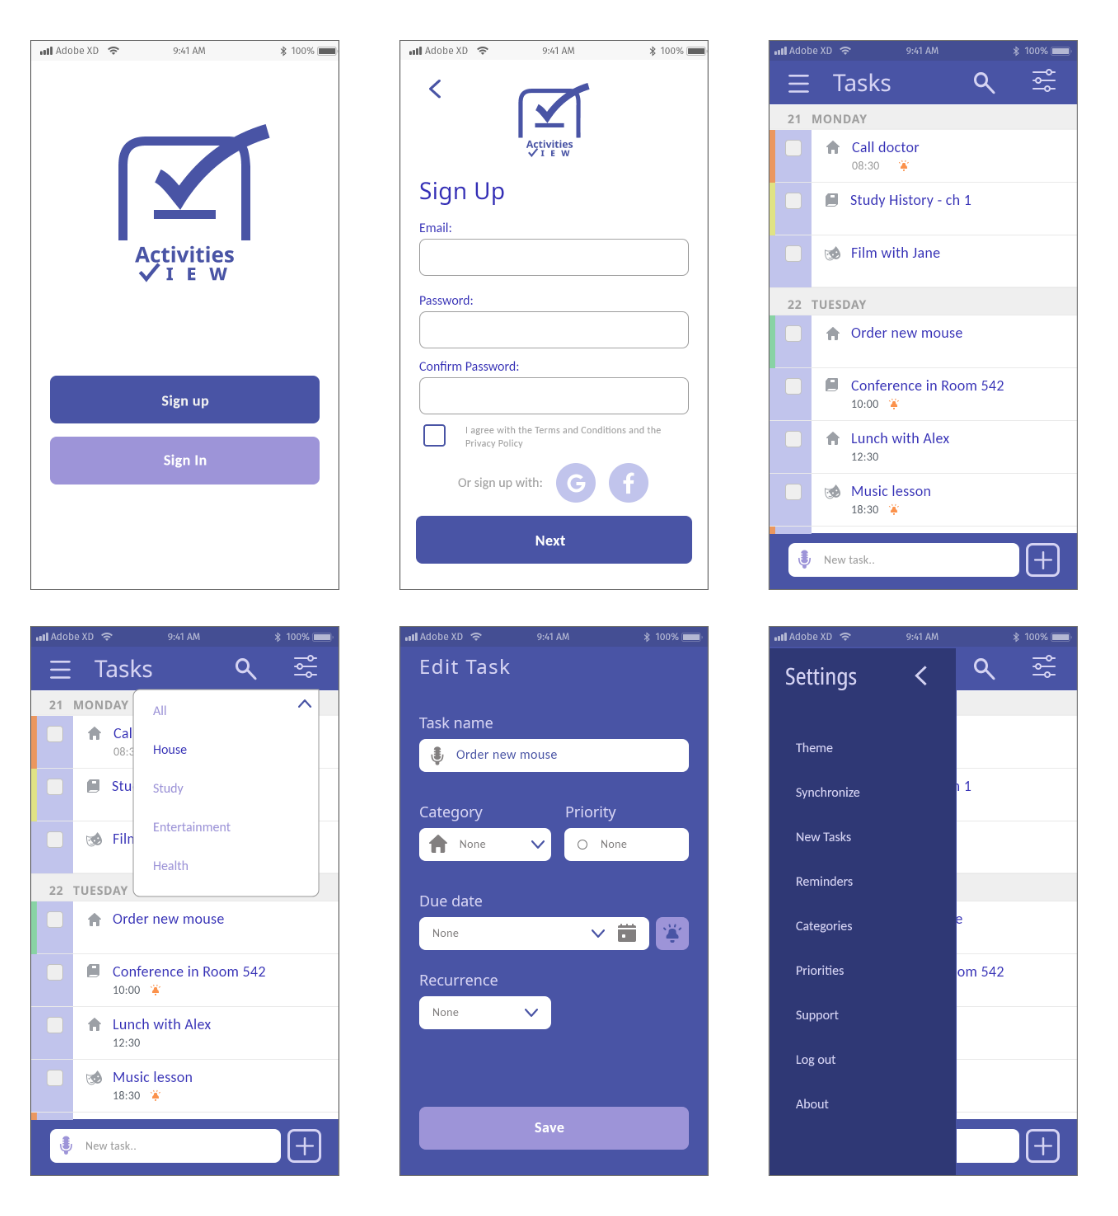 Adobe XD 9:41 AM 100%
Activities
VIEW
Sign up
Sign In
Adobe XD 9:41 AM 100%
Activities
VIEW
Sign Up
Email:
Password:
Confirm Password:
I agree with the Terms and Conditions and the
Privacy Policy
Or sign up with: G f
Next
Adobe XD 9:41 AM 100%
Tasks
21 MONDAY
Call doctor
08:30
Study History - ch 1
Film with Jane
22 TUESDAY
Order new mouse
Conference in Room 542
10:00
Lunch with Alex
12:30
Music lesson
18:30
New task..
Adobe XD 9:41 AM 100%
Tasks
21 MONDAY
All
Cal
House
08:3
Stu
Study
Entertainment
Film
Health
22 TUESDAY
Order new mouse
Conference in Room 542
10:00
Lunch with Alex
12:30
Music lesson
18:30
New task..
Adobe XD 9:41 AM 100%
Edit Task
Task name
Order new mouse
Category Priority
None None
Due date
None
Recurrence
None
Save
Adobe XD 9:41 AM 100%
Settings
Theme
Synchronize
1
New Tasks
Reminders
Categories
e
Priorities
om 542
Support
Log out
About